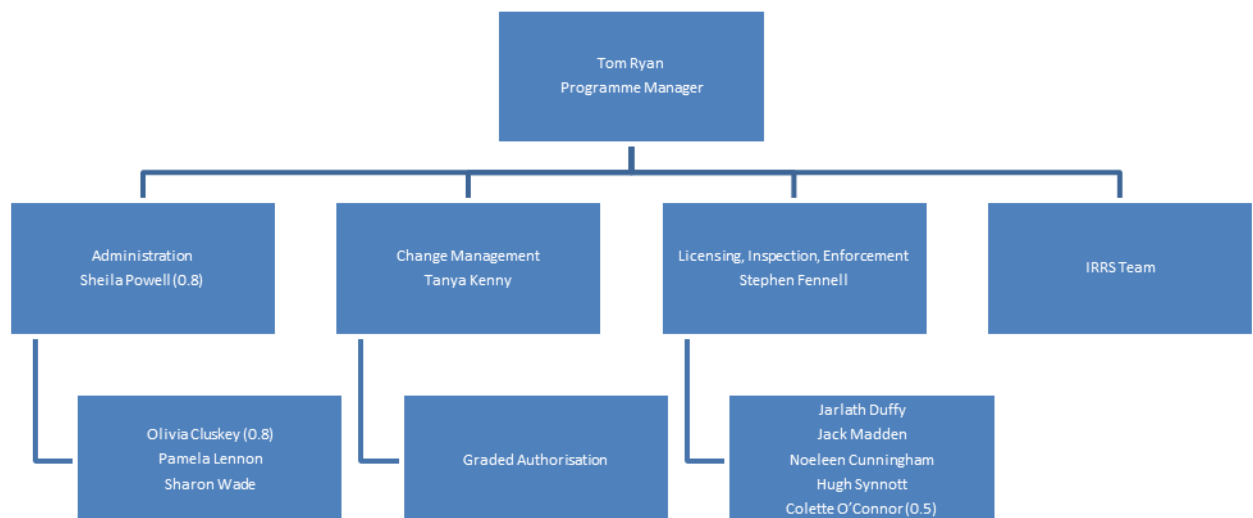 Tom Ryan
Programme Manager
Administration
Sheila Powell (0.8)
Change Management
Tanya Kenny
Licensing, Inspection, Enforcement
Stephen Fennell
IRRS Team
Olivia Cluskey (0.8)
Pamela Lennon
Sharon Wade
Graded Authorisation
Jarlath Duffy
Jack Madden
Noeleen Cunningham
Hugh Synnott
Colette O’Connor (0.5)